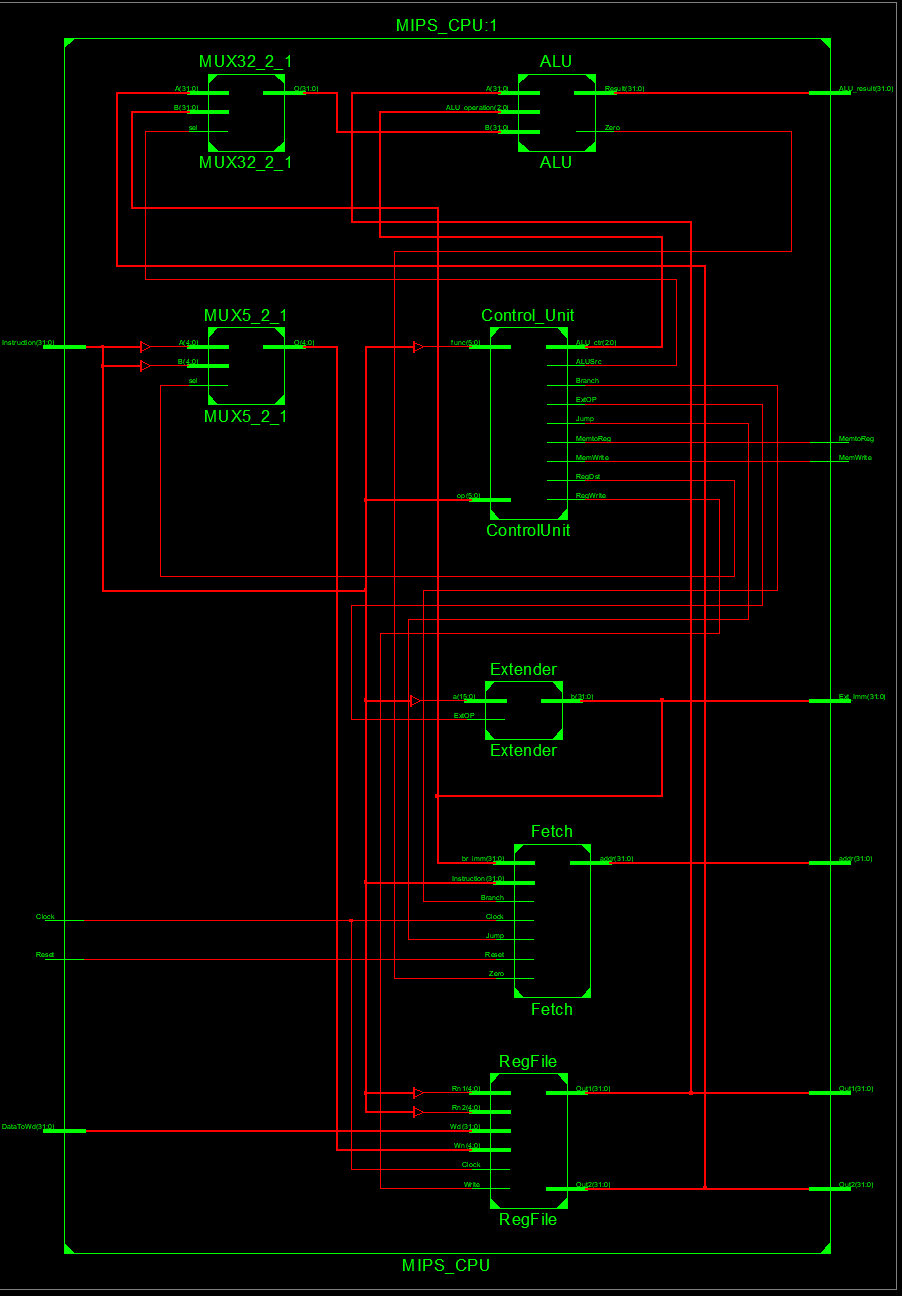 MIPS_CPU:1
MUX32_2_1
ALU
A(31:0)
O(31:0)
A(31:0)
Result(31:0)
ALU_result(31:0)
B(31:0)
ALU_operation(2:0)
sel
B(31:0)
Zero
MUX32_2_1
ALU
MUX5_2_1
Control_Unit
Instruction(31:0)
A(4:0)
O(4:0)
func(5:0)
ALU_ctr(2:0)
B(4:0)
ALUSrc
sel
Branch
ExtOP
MUX5_2_1
Jump
MemtoReg
MemtoReg
MemWrite
MemWrite
RegDst
op(5:0)
RegWrite
ControlUnit
Extender
a(15:0)
b(31:0)
Ext_Imm(31:0)
ExtOP
Extender
Fetch
br_imm(31:0)
addr(31:0)
addr(31:0)
Instruction(31:0)
Branch
Clock
Clock
Jump
Reset
Reset
Zero
Fetch
RegFile
Rn1(4:0)
Out1(31:0)
Out1(31:0)
Rn2(4:0)
DataToWd(31:0)
Wd(31:0)
Wn(4:0)
Clock
Write
Out2(31:0)
Out2(31:0)
RegFile
MIPS_CPU